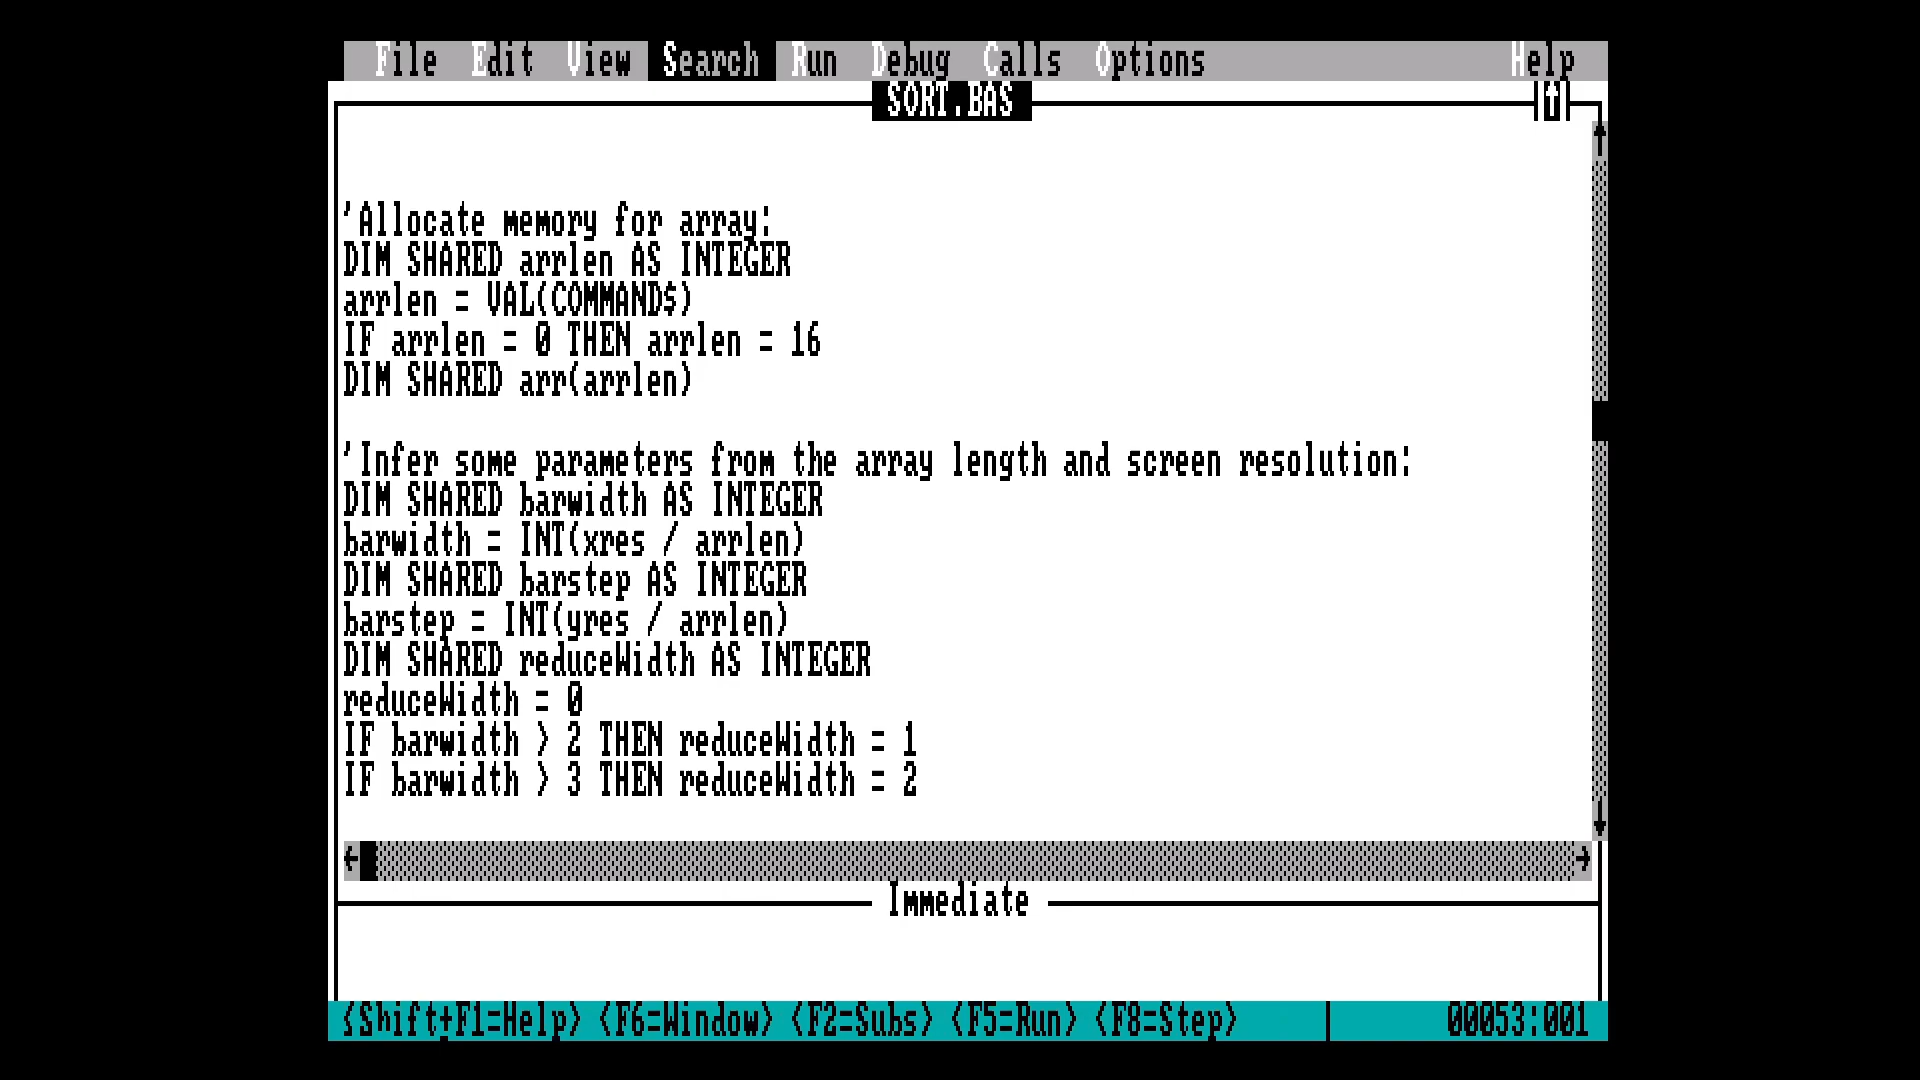 File Edit View Search Run Debug Calls Options Help
SORT.BAS
'Allocate memory for array:
DIM SHARED arrlen AS INTEGER
arrlen = VAL(COMMAND$)
IF arrlen = 0 THEN arrlen = 16
DIM SHARED arr(arrlen)
'Infer some parameters from the array length and screen resolution:
DIM SHARED barwidth AS INTEGER
barwidth = INT(xres / arrlen)
DIM SHARED barstep AS INTEGER
barstep = INT(yres / arrlen)
DIM SHARED reduceWidth AS INTEGER
reduceWidth = 0
IF barwidth > 2 THEN reduceWidth = 1
IF barwidth > 3 THEN reduceWidth = 2
Immediate
<Shift+F1=Help> <F6=Window> <F2=Subs> <F5=Run> <F8=Step> 00053:001